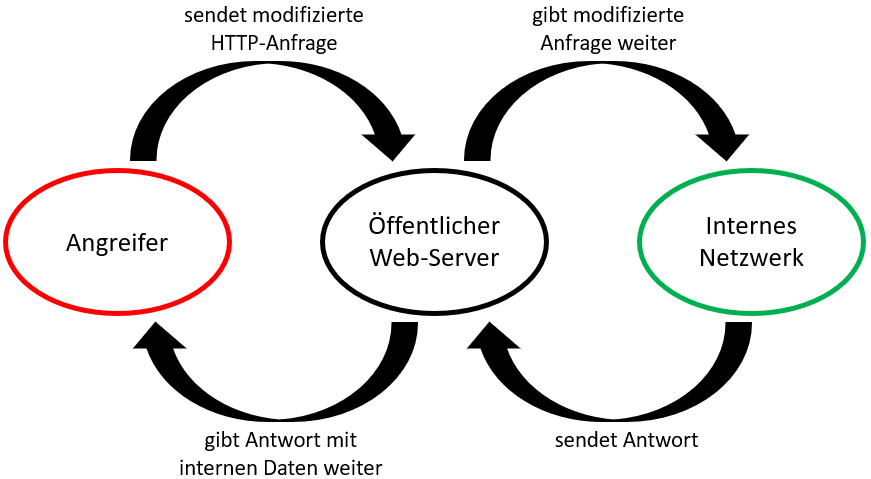 sendet modifizierte
HTTP-Anfrage
gibt modifizierte
Anfrage weiter
Angreifer
Öffentlicher
Web-Server
Internes
Netzwerk
gibt Antwort mit
internen Daten weiter
sendet Antwort